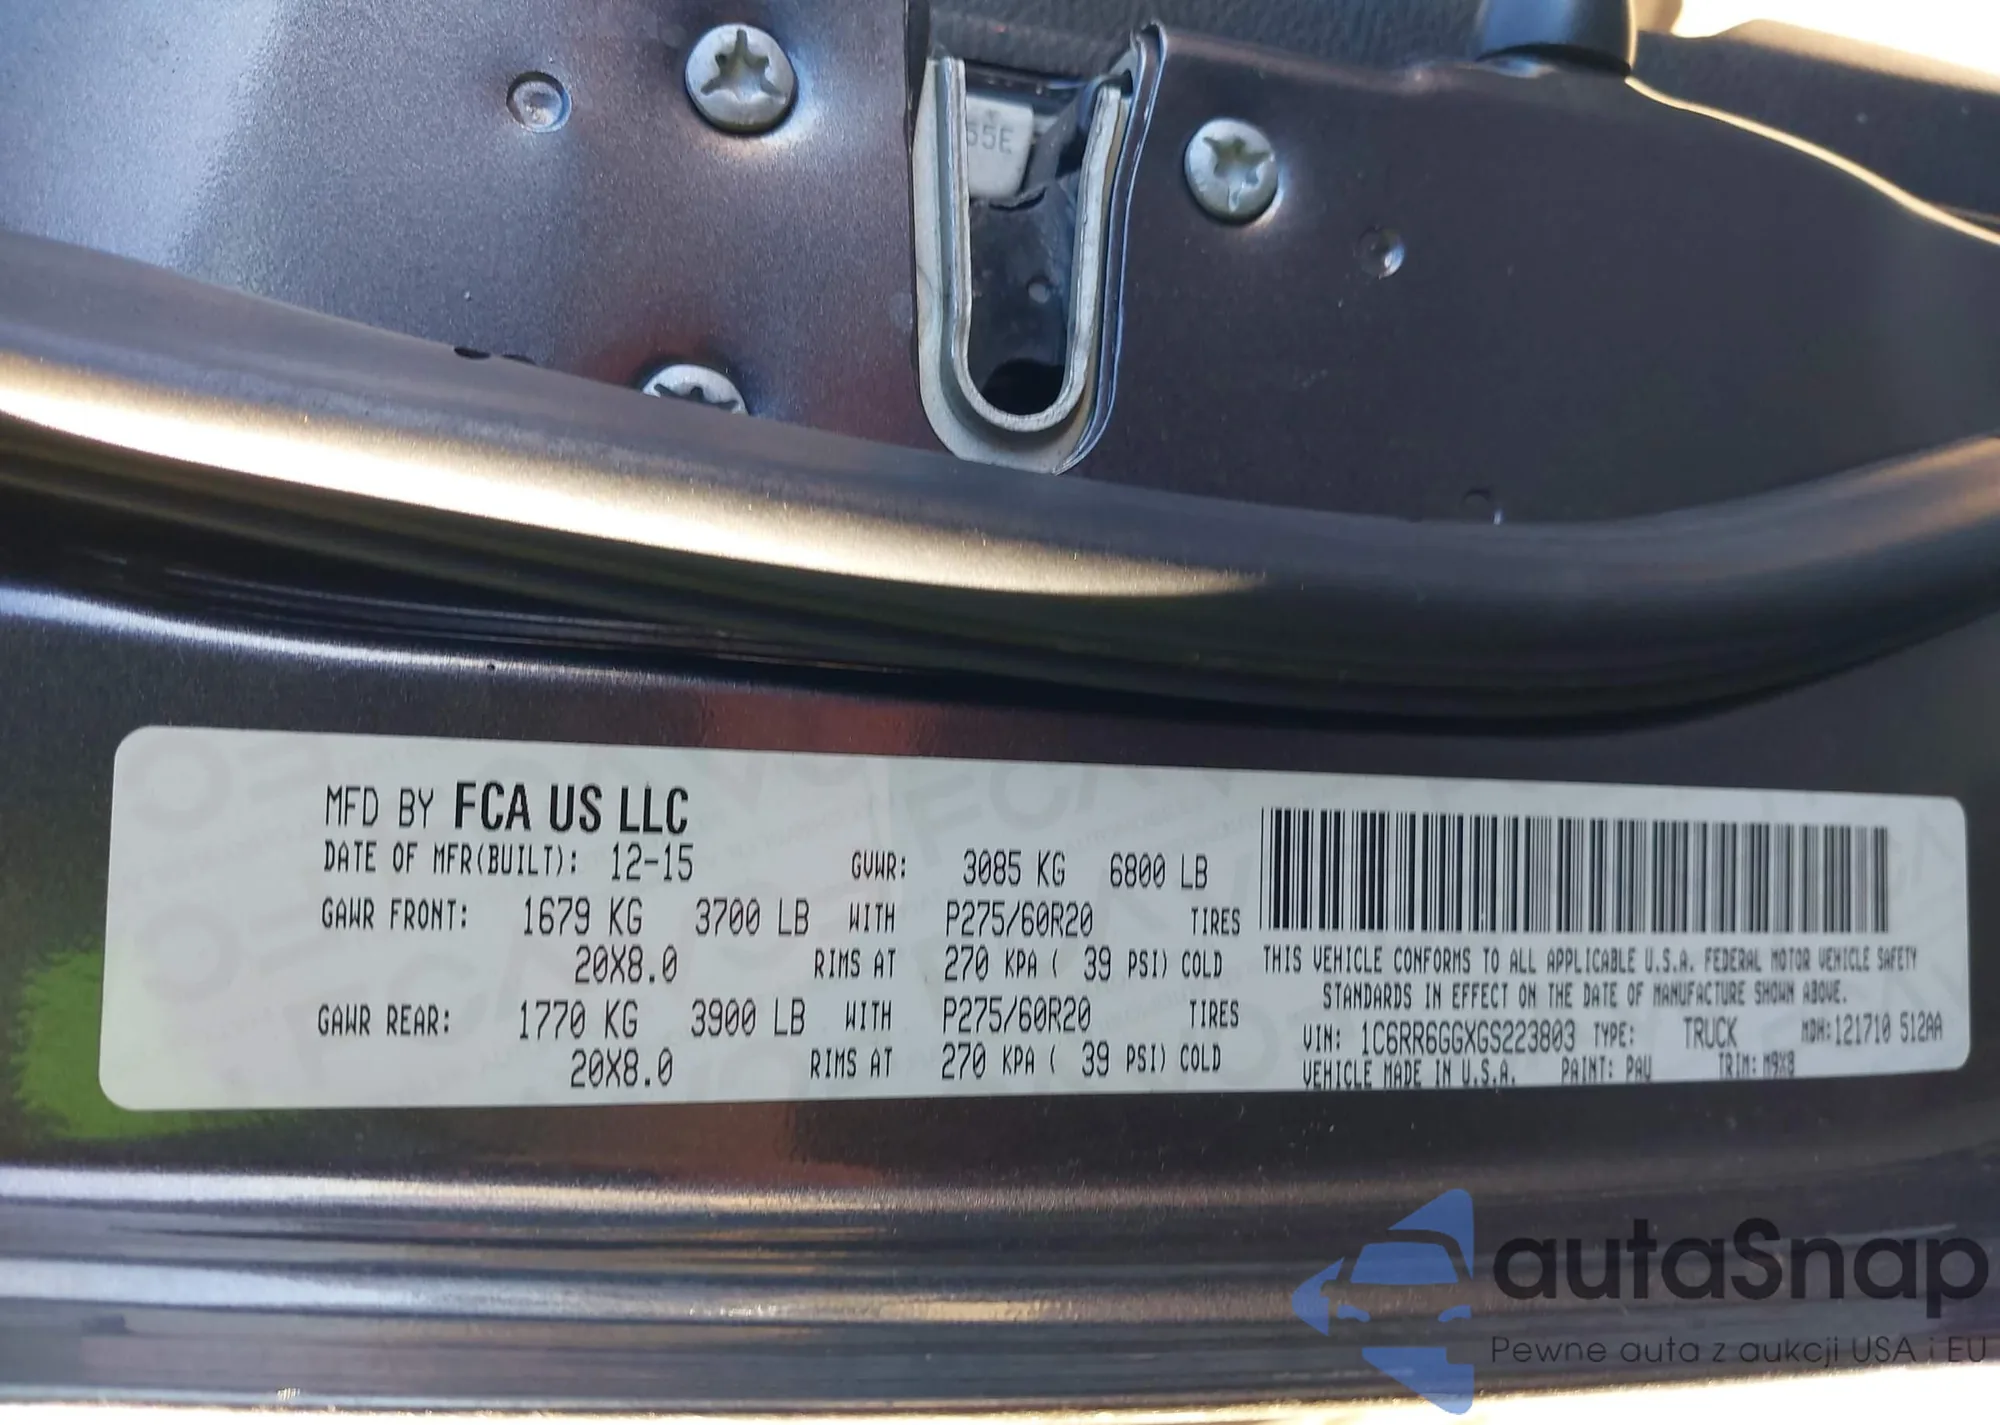 55E
MFD BY FCA US LLC
DATE OF MFR(BUILT): 12-15 GVWR: 3085 KG 6800 LB
GAWR FRONT: 1679 KG 3700 LB WITH P275/60R20 TIRES
20X8.0 RIMS AT 270 KPA ( 39 PSI) COLD
GAWR REAR: 1770 KG 3900 LB WITH P275/60R20 TIRES
20X8.0 RIMS AT 270 KPA ( 39 PSI) COLD
THIS VEHICLE CONFORMS TO ALL APPLICABLE U.S.A. FEDERAL MOTOR VEHICLE SAFETY
STANDARDS IN EFFECT ON THE DATE OF MANUFACTURE SHOWN ABOVE.
VIN: 1C6RR6GGXGS223803 TYPE: TRUCK MDH:121710 512AA
VEHICLE MADE IN U.S.A. PAINT: PAU TRIM: M9X8
autaSnap
Pewne auta z aukcji USA i EU